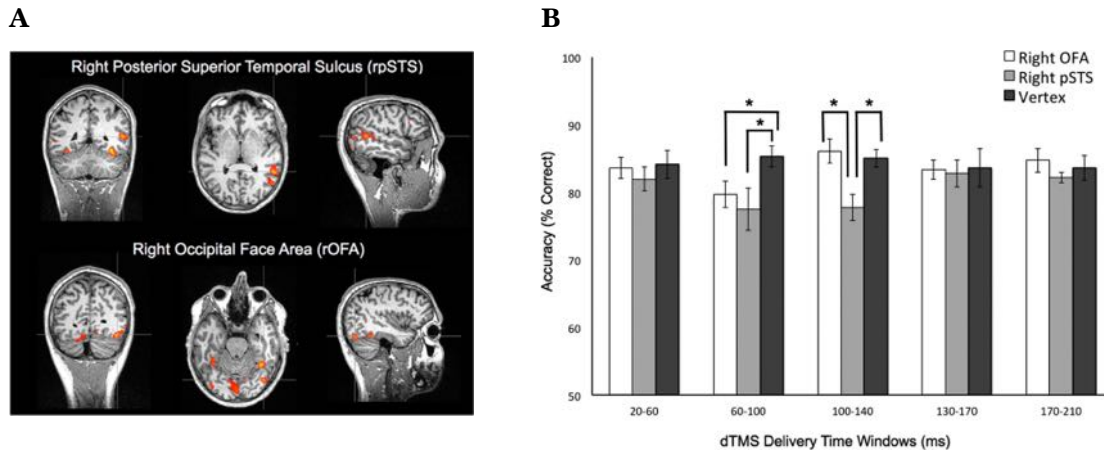 A
B
Right Posterior Superior Temporal Sulcus (rpSTS)
Right Occipital Face Area (rOFA)
100
90
80
70
60
50
Accuracy (% Correct)
Right OFA
Right pSTS
Vertex
*
*
*
*
20-60
60-100
100-140
130-170
170-210
dTMS Delivery Time Windows (ms)